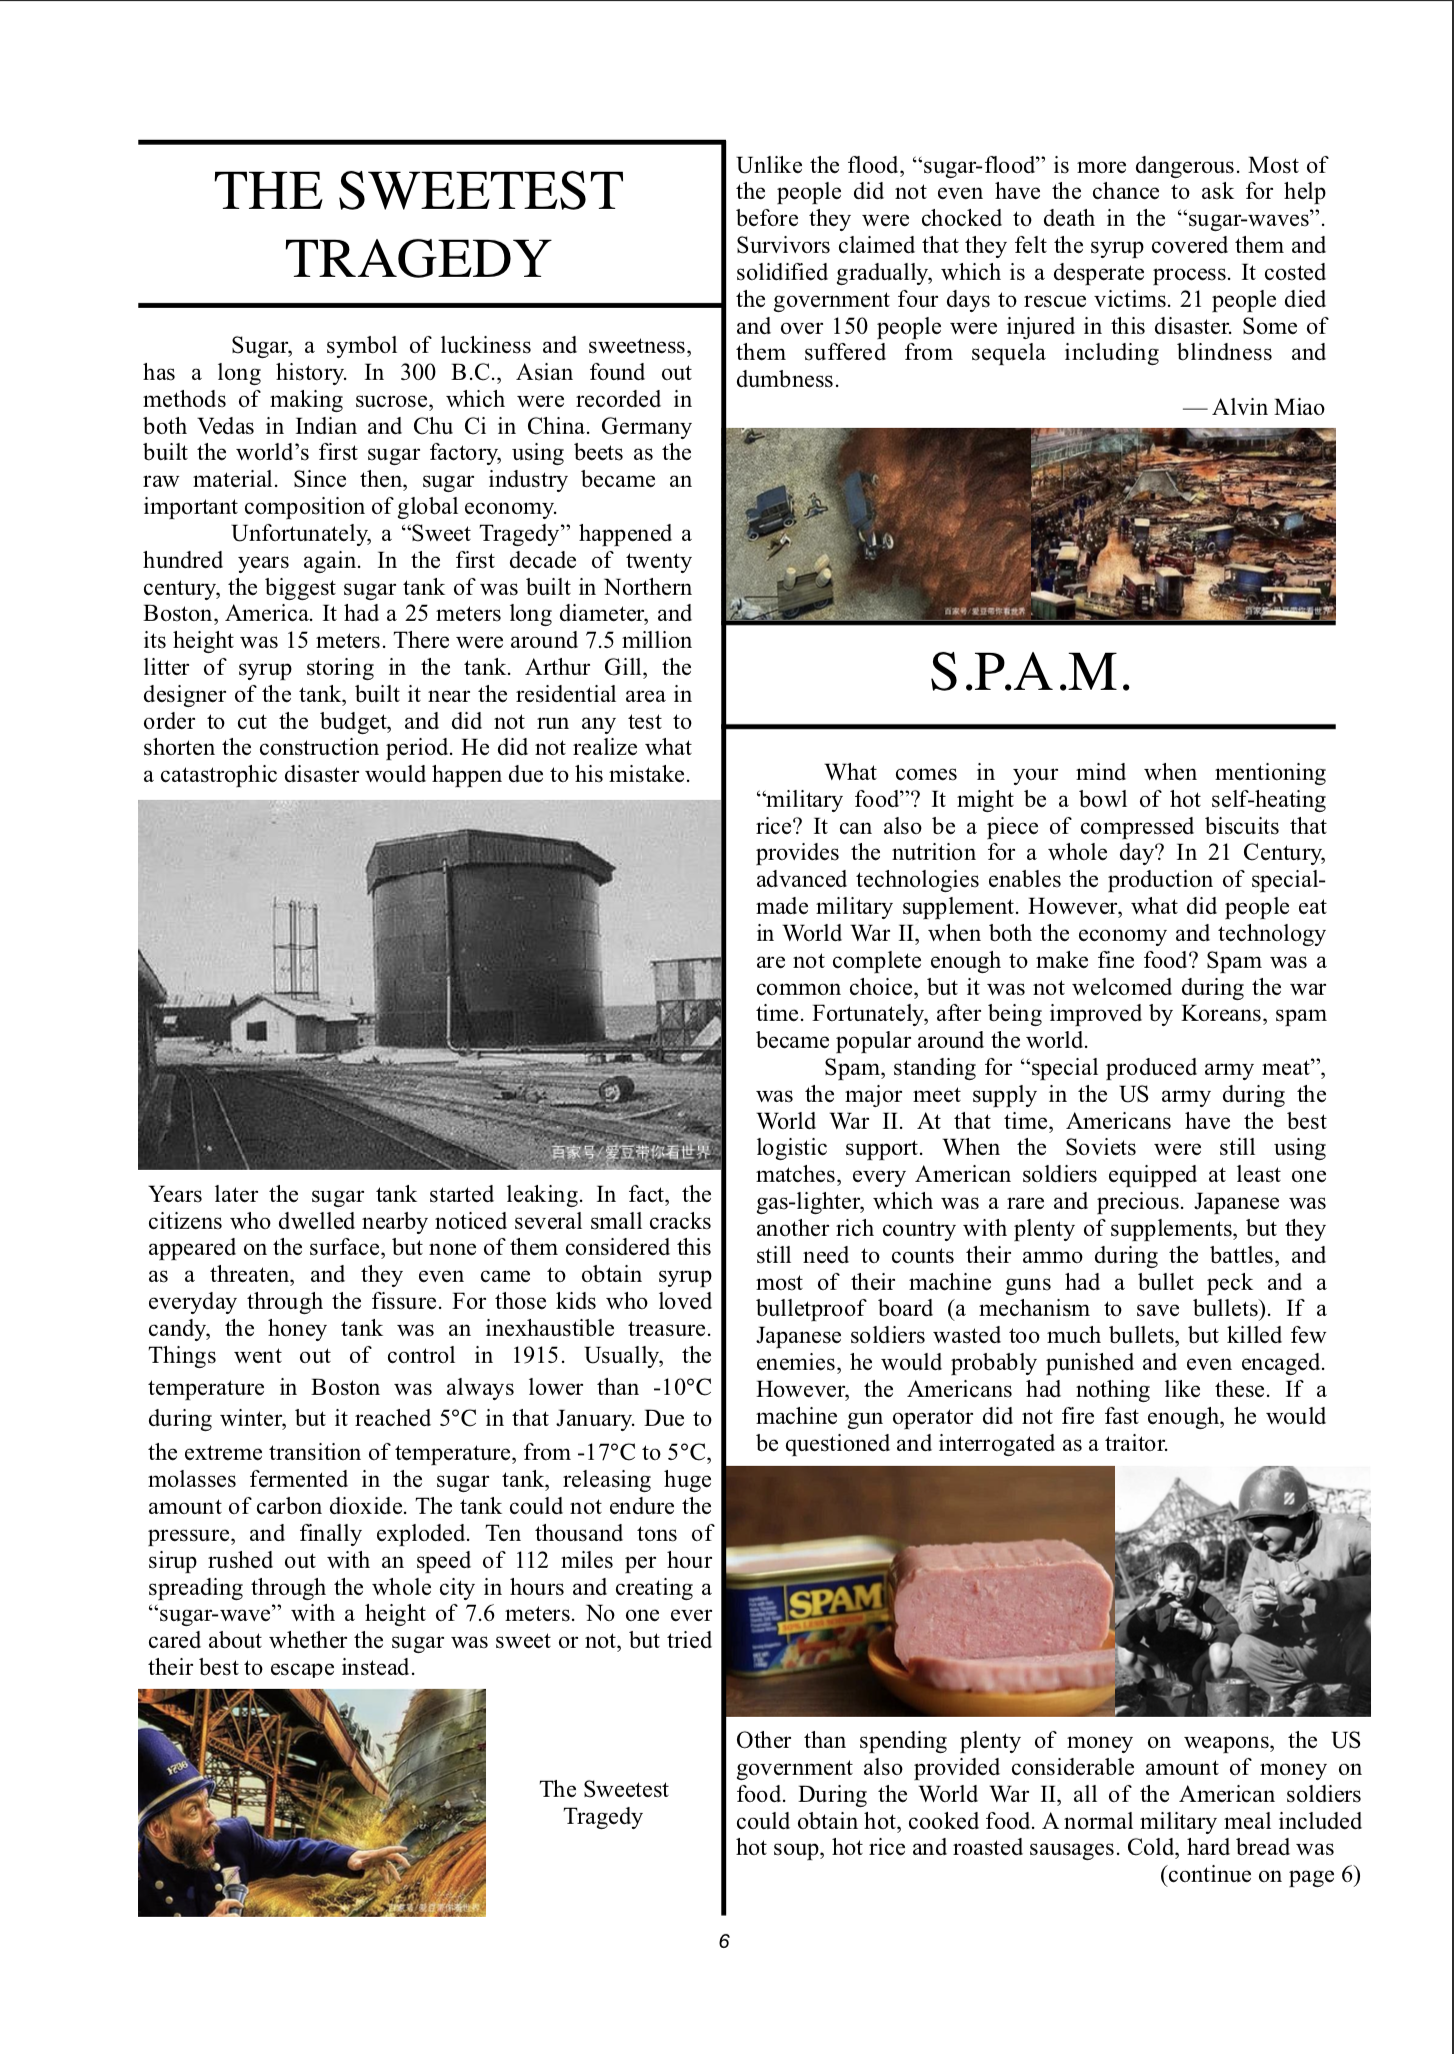 THE SWEETEST
TRAGEDY
Sugar, a symbol of luckiness and sweetness,
has a long history. In 300 B.C., Asian found out
methods of making sucrose, which were recorded in
both Vedas in Indian and Chu Ci in China. Germany
built the world’s first sugar factory, using beets as the
raw material. Since then, sugar industry became an
important composition of global economy.
Unfortunately, a “Sweet Tragedy” happened a
hundred years again. In the first decade of twenty
century, the biggest sugar tank of was built in Northern
Boston, America. It had a 25 meters long diameter, and
its height was 15 meters. There were around 7.5 million
litter of syrup storing in the tank. Arthur Gill, the
designer of the tank, built it near the residential area in
order to cut the budget, and did not run any test to
shorten the construction period. He did not realize what
a catastrophic disaster would happen due to his mistake.
百家号/爱豆带你看世界
Years later the sugar tank started leaking. In fact, the
citizens who dwelled nearby noticed several small cracks
appeared on the surface, but none of them considered this
as a threaten, and they even came to obtain syrup
everyday through the fissure. For those kids who loved
candy, the honey tank was an inexhaustible treasure.
Things went out of control in 1915. Usually, the
temperature in Boston was always lower than -10°C
during winter, but it reached 5°C in that January. Due to
the extreme transition of temperature, from -17°C to 5°C,
molasses fermented in the sugar tank, releasing huge
amount of carbon dioxide. The tank could not endure the
pressure, and finally exploded. Ten thousand tons of
sirup rushed out with an speed of 112 miles per hour
spreading through the whole city in hours and creating a
“sugar-wave” with a height of 7.6 meters. No one ever
cared about whether the sugar was sweet or not, but tried
their best to escape instead.
百家号/爱豆带你看世界
The Sweetest
Tragedy
Unlike the flood, “sugar-flood” is more dangerous. Most of
the people did not even have the chance to ask for help
before they were chocked to death in the “sugar-waves”.
Survivors claimed that they felt the syrup covered them and
solidified gradually, which is a desperate process. It costed
the government four days to rescue victims. 21 people died
and over 150 people were injured in this disaster. Some of
them suffered from sequela including blindness and
dumbness.
— Alvin Miao
百家号/爱豆带你看世界
百家号/爱豆带你看世界
S.P.A.M.
What comes in your mind when mentioning
“military food”? It might be a bowl of hot self-heating
rice? It can also be a piece of compressed biscuits that
provides the nutrition for a whole day? In 21 Century,
advanced technologies enables the production of special-
made military supplement. However, what did people eat
in World War II, when both the economy and technology
are not complete enough to make fine food? Spam was a
common choice, but it was not welcomed during the war
time. Fortunately, after being improved by Koreans, spam
became popular around the world.
Spam, standing for “special produced army meat”,
was the major meet supply in the US army during the
World War II. At that time, Americans have the best
logistic support. When the Soviets were still using
matches, every American soldiers equipped at least one
gas-lighter, which was a rare and precious. Japanese was
another rich country with plenty of supplements, but they
still need to counts their ammo during the battles, and
most of their machine guns had a bullet peck and a
bulletproof board (a mechanism to save bullets). If a
Japanese soldiers wasted too much bullets, but killed few
enemies, he would probably punished and even encaged.
However, the Americans had nothing like these. If a
machine gun operator did not fire fast enough, he would
be questioned and interrogated as a traitor.
SPAM
Other than spending plenty of money on weapons, the US
government also provided considerable amount of money on
food. During the World War II, all of the American soldiers
could obtain hot, cooked food. A normal military meal included
hot soup, hot rice and roasted sausages. Cold, hard bread was
(continue on page 6)
6